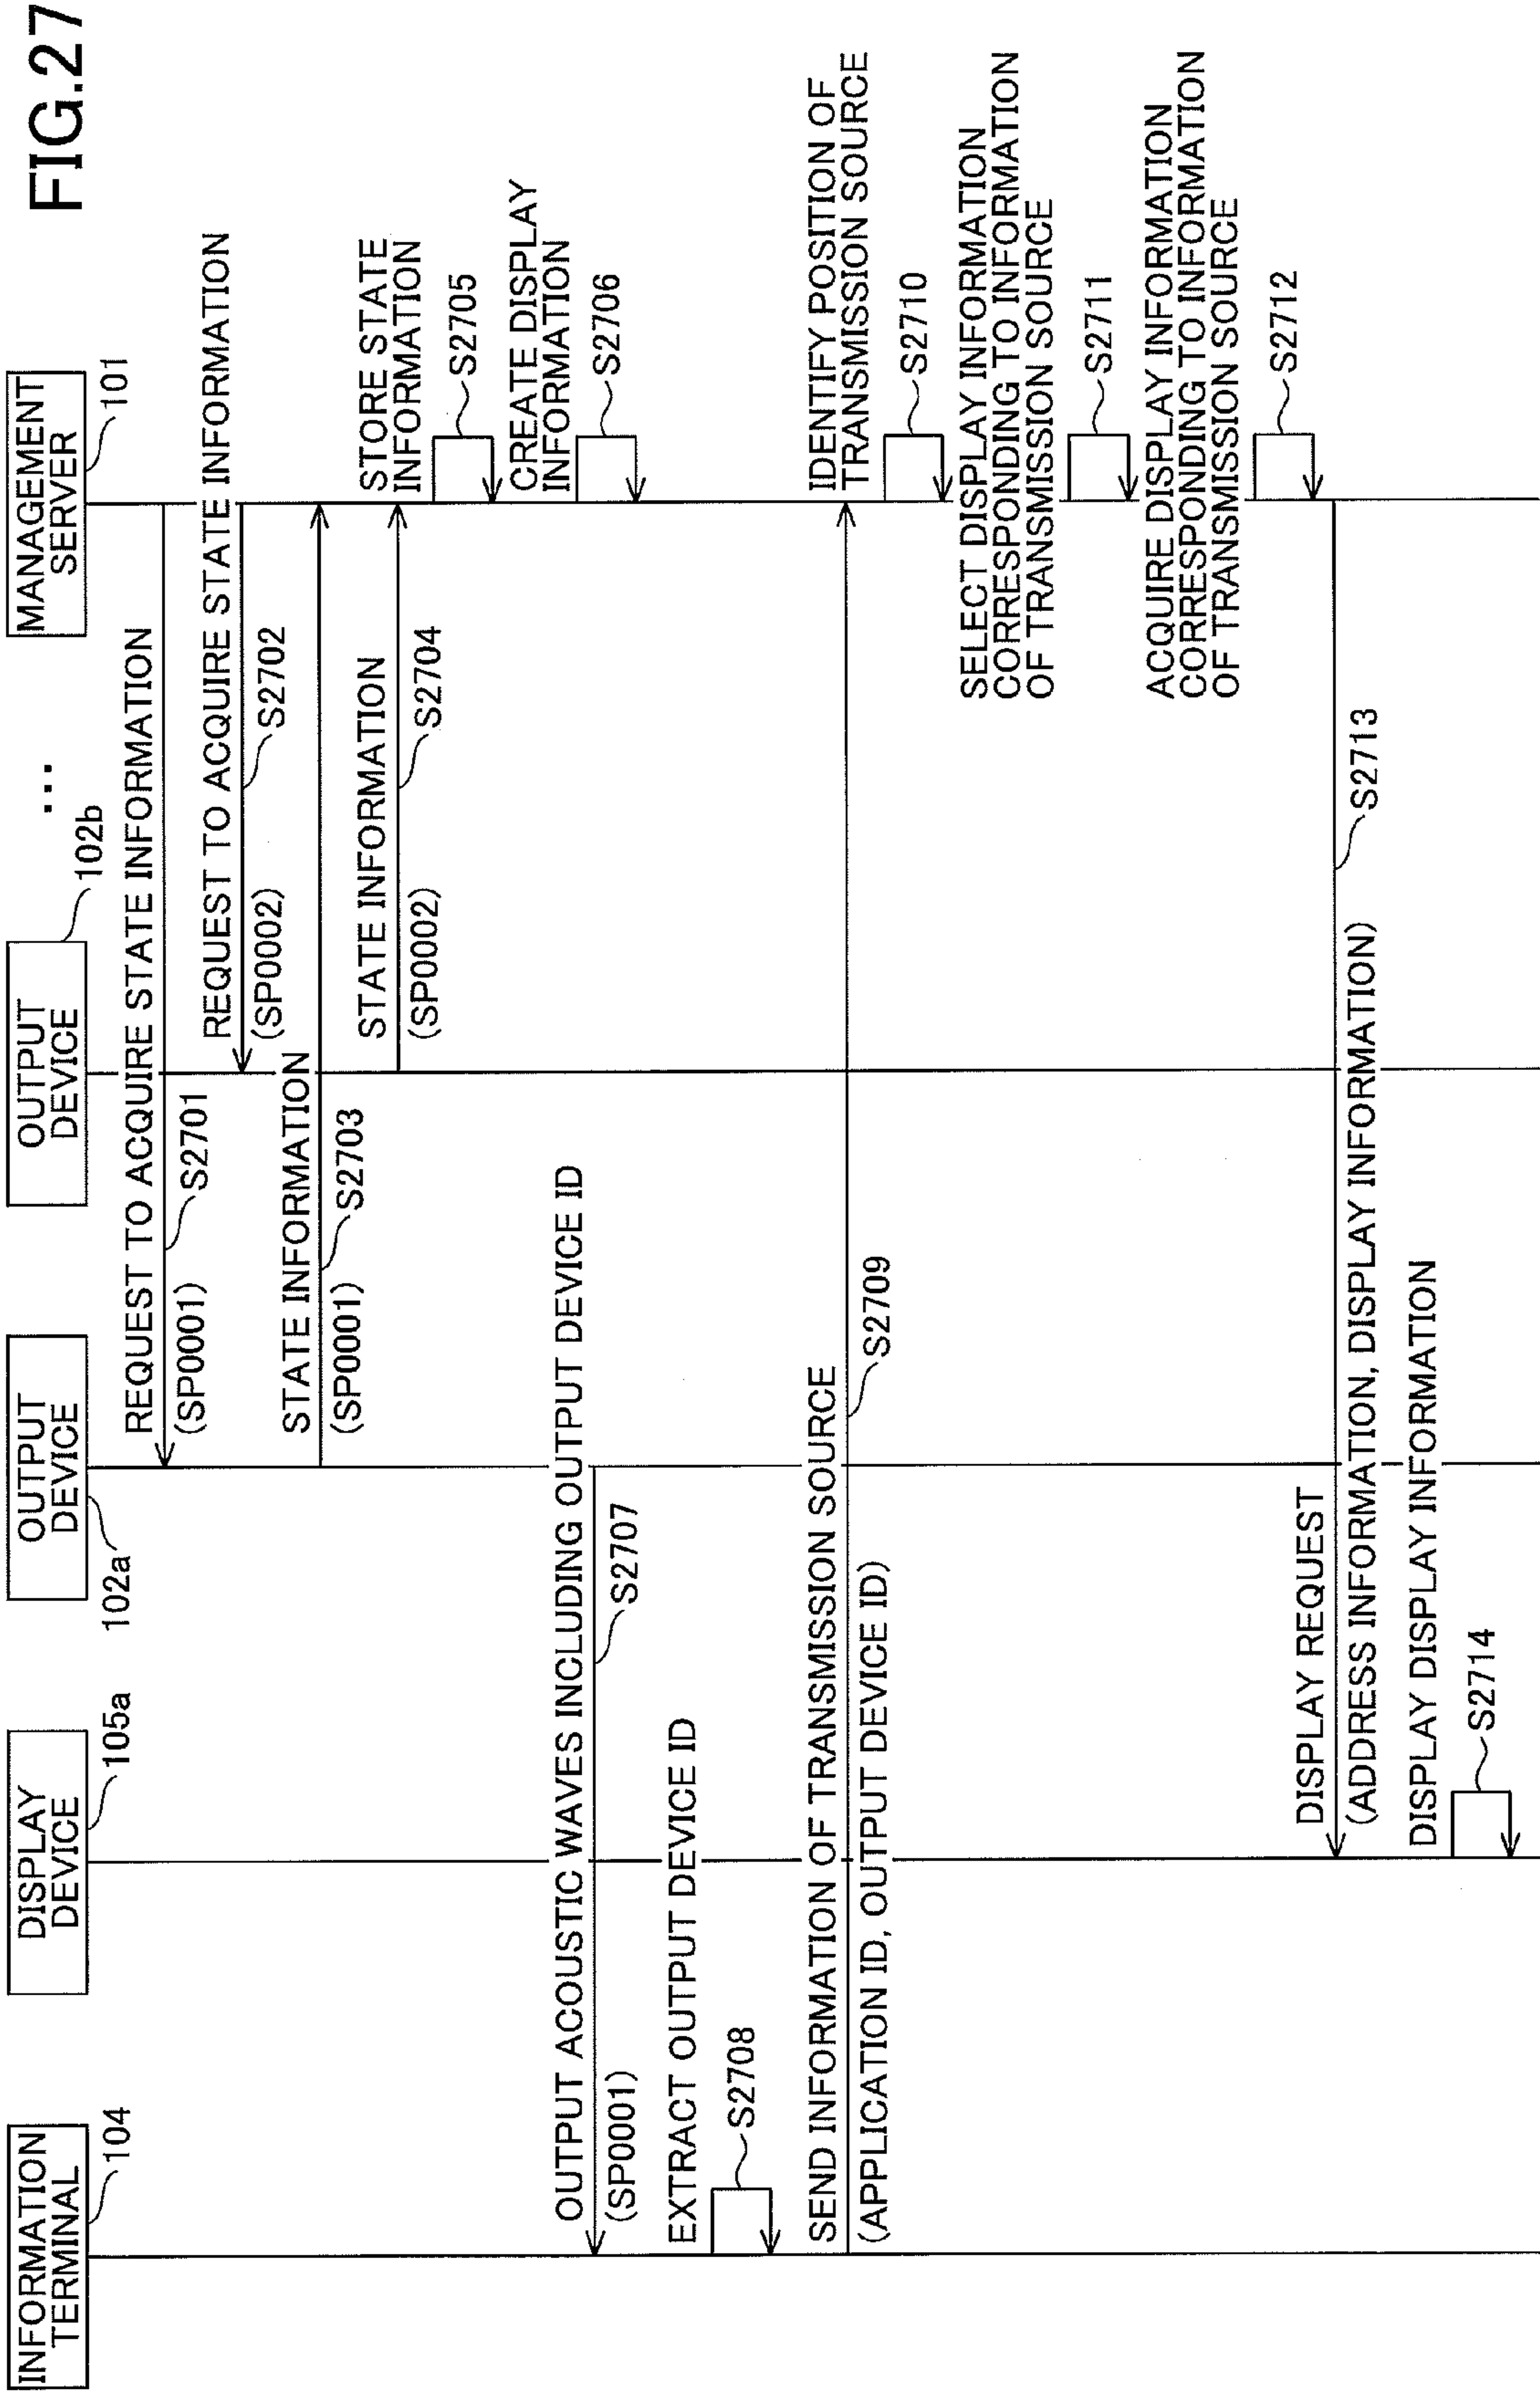 FIG.27
INFORMATION
TERMINAL
104
DISPLAY
DEVICE
105a
OUTPUT
DEVICE
102a
OUTPUT
DEVICE
102b
...
MANAGEMENT
SERVER
101
REQUEST TO ACQUIRE STATE INFORMATION
(SP0001)
S2701
REQUEST TO ACQUIRE STATE INFORMATION
(SP0002)
S2702
STATE INFORMATION
(SP0001)
S2703
STATE INFORMATION
(SP0002)
S2704
STORE STATE
INFORMATION
S2705
CREATE DISPLAY
INFORMATION
S2706
OUTPUT ACOUSTIC WAVES INCLUDING OUTPUT DEVICE ID
(SP0001)
S2707
EXTRACT OUTPUT DEVICE ID
S2708
SEND INFORMATION OF TRANSMISSION SOURCE
(APPLICATION ID, OUTPUT DEVICE ID)
S2709
IDENTIFY POSITION OF
TRANSMISSION SOURCE
S2710
SELECT DISPLAY INFORMATION
CORRESPONDING TO INFORMATION
OF TRANSMISSION SOURCE
S2711
ACQUIRE DISPLAY INFORMATION
CORRESPONDING TO INFORMATION
OF TRANSMISSION SOURCE
S2712
DISPLAY REQUEST
(ADDRESS INFORMATION, DISPLAY INFORMATION)
S2713
DISPLAY DISPLAY INFORMATION
S2714